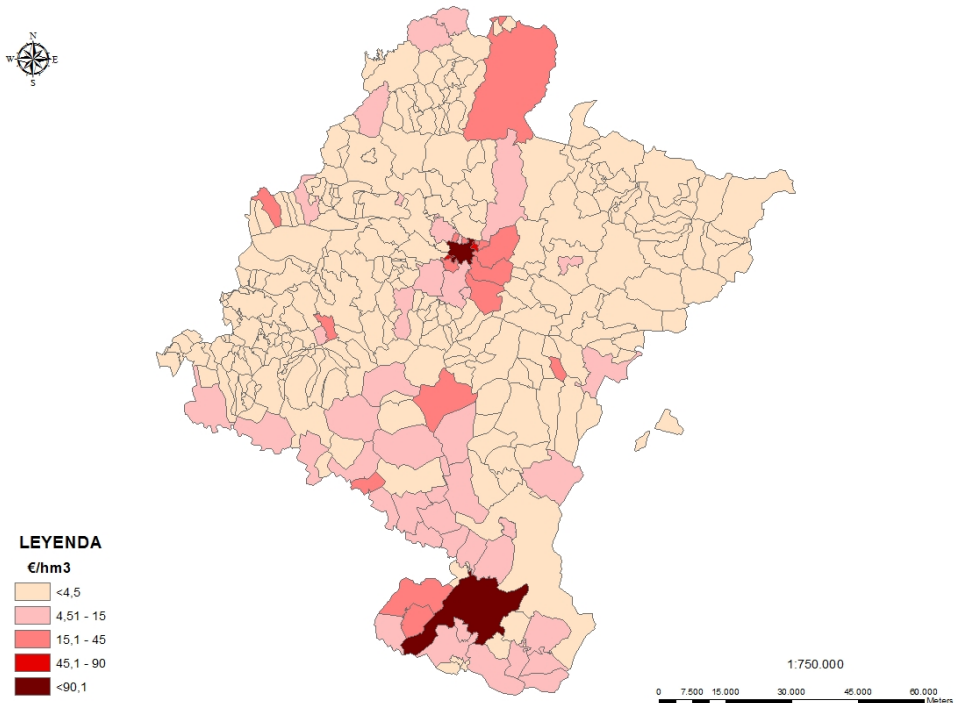 N
W E
S
LEYENDA
€/hm3
<4,5
4,51 - 15
15,1 - 45
45,1 - 90
<90,1
1:750.000
0 7.500 15.000 30.000 45.000 60.000
Meters